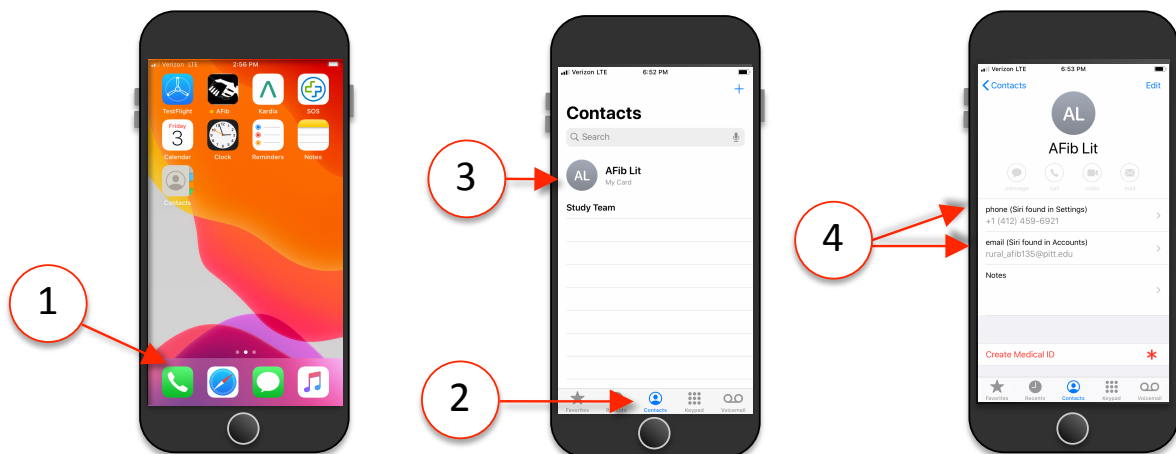 Verizon LTE 2:56 PM
TestFlight AFib Kardia SOS
Friday
3
Calendar Clock Reminders Notes
Contacts
1
Verizon LTE 6:52 PM
+
Contacts
Search
3
AL
AFib Lit
My Card
Study Team
2
Favorites Recents Contacts Keypad Voicemail
Verizon LTE 6:53 PM
Contacts Edit
AL
AFib Lit
message call video mail
4
phone (Siri found in Settings)
+1 (412) 459-6921
email (Siri found in Accounts)
rural_afib135@pitt.edu
Notes
Create Medical ID
Favorites Recents Contacts Keypad Voicemail